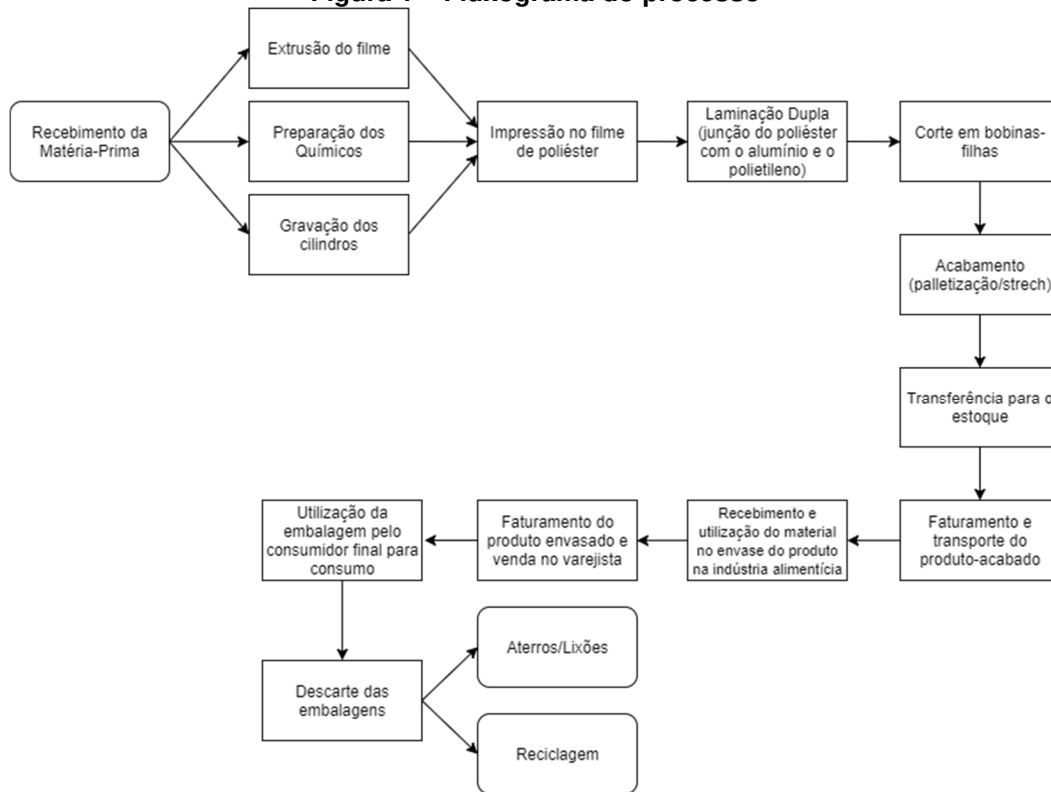 Figura 1 – Fluxograma do processo
Extrusão do filme
Recebimento da
Matéria-Prima
Preparação dos
Químicos
Gravação dos
cilindros
Impressão no filme
de poliéster
Laminação Dupla
(junção do poliéster
com o alumínio e o
polietileno)
Corte em bobinas-
filhas
Acabamento
(palletização/strech)
Transferência para o
estoque
Faturamento e
transporte do
produto-acabado
Recebimento e
utilização do material
no envase do produto
na indústria alimentícia
Faturamento do
produto envasado e
venda no varejista
Utilização da
embalagem pelo
consumidor final para
consumo
Descarte das
embalagens
Aterros/Lixões
Reciclagem